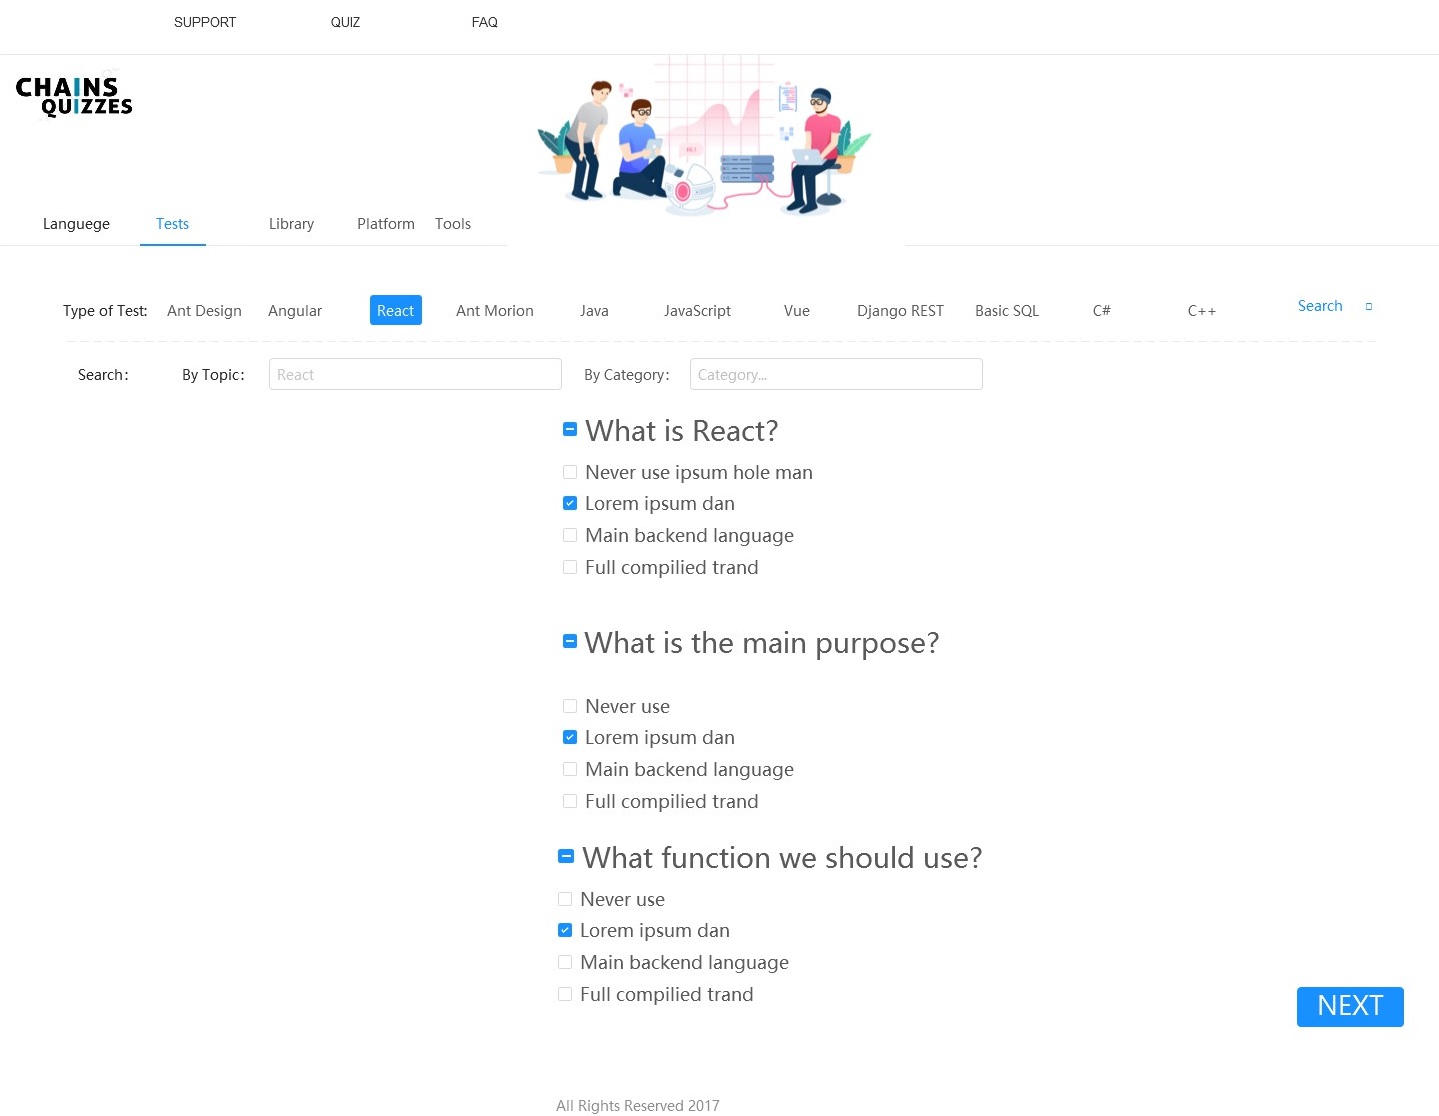 SUPPORT QUIZ FAQ
CHAINS
QUIZZES
Hi !
Languege Tests Library Platform Tools
Type of Test: Ant Design Angular React Ant Morion Java JavaScript Vue Django REST Basic SQL C# C++ Search
Search: By Topic: React By Category: Category...
What is React?
Never use ipsum hole man
Lorem ipsum dan
Main backend language
Full compilied trand
What is the main purpose?
Never use
Lorem ipsum dan
Main backend language
Full compilied trand
What function we should use?
Never use
Lorem ipsum dan
Main backend language
Full compilied trand
NEXT
All Rights Reserved 2017